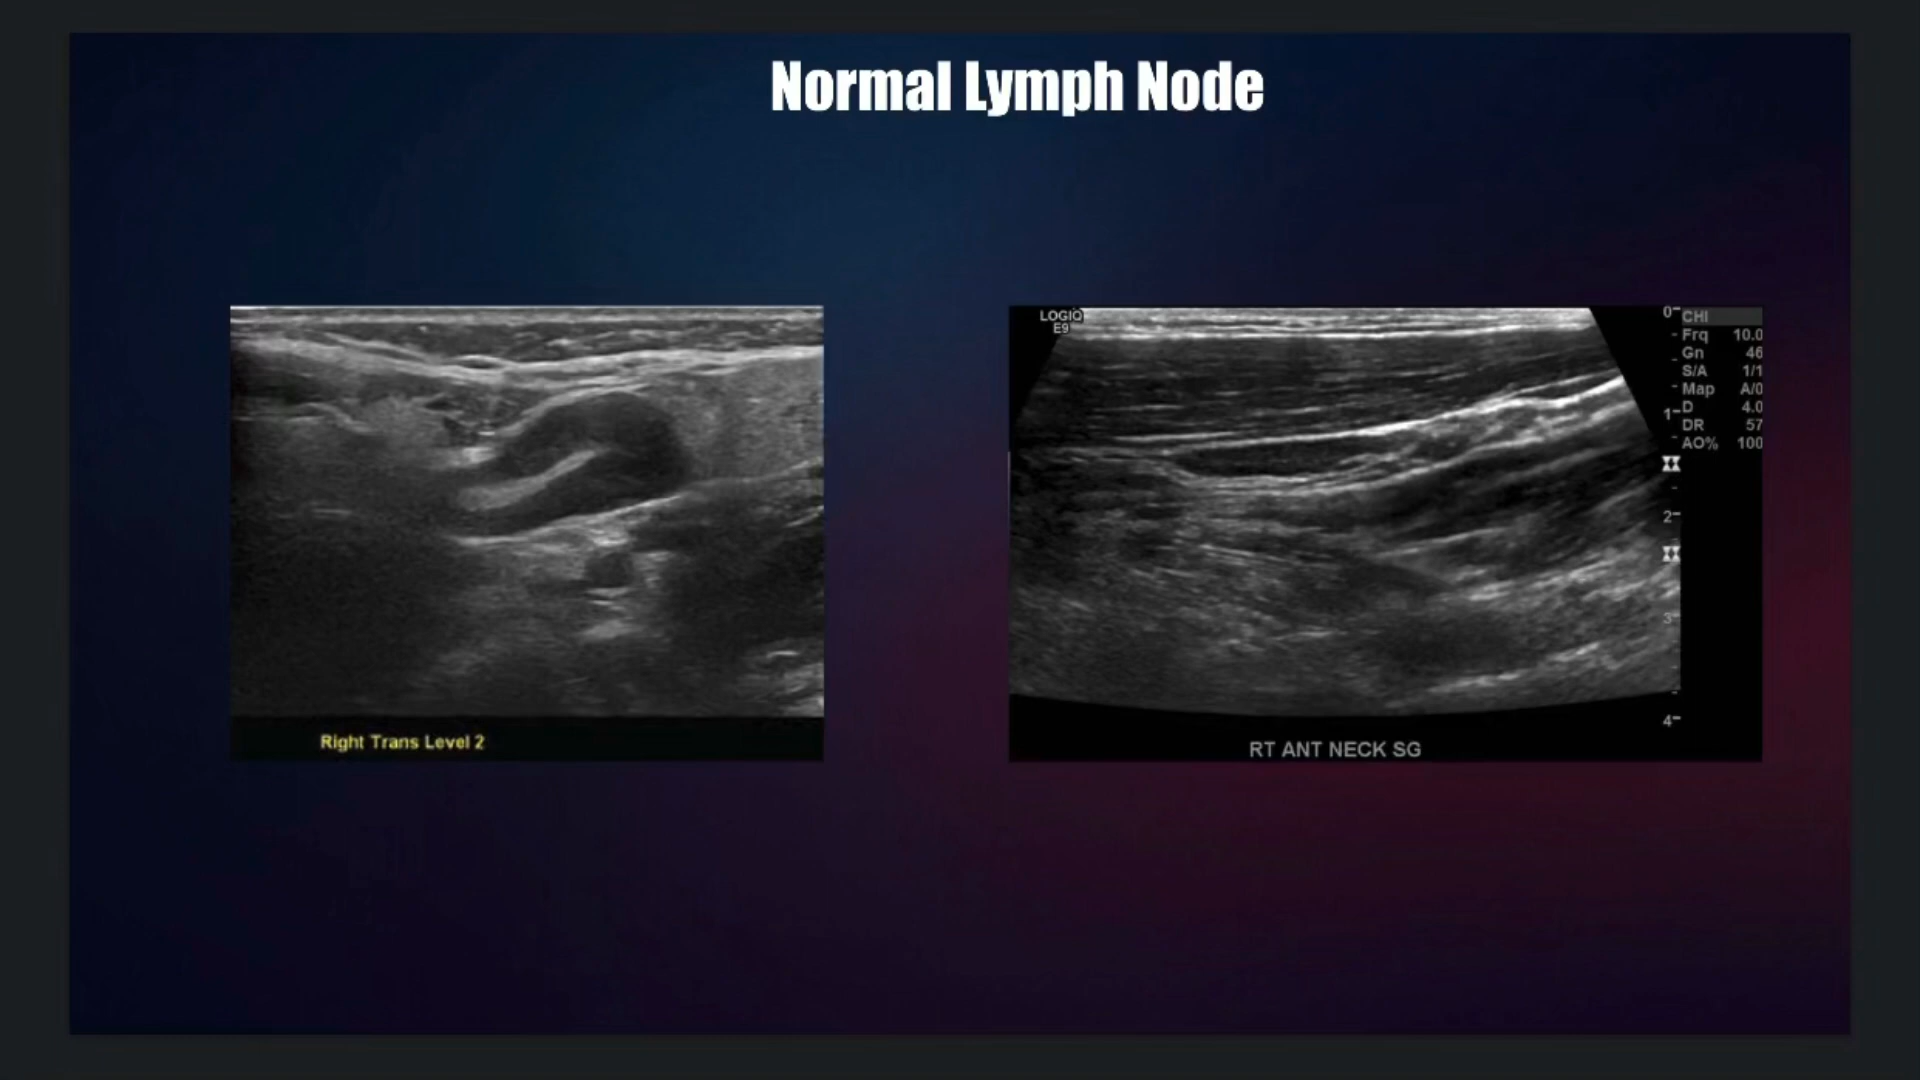 Normal Lymph Node
Right Trans Level 2
LOGIQ
E9
0
1
2
3
4
CHI
Frq 10.0
Gn 46
S/A 1/1
Map A/0
D 4.0
DR 57
AO% 100
RT ANT NECK SG